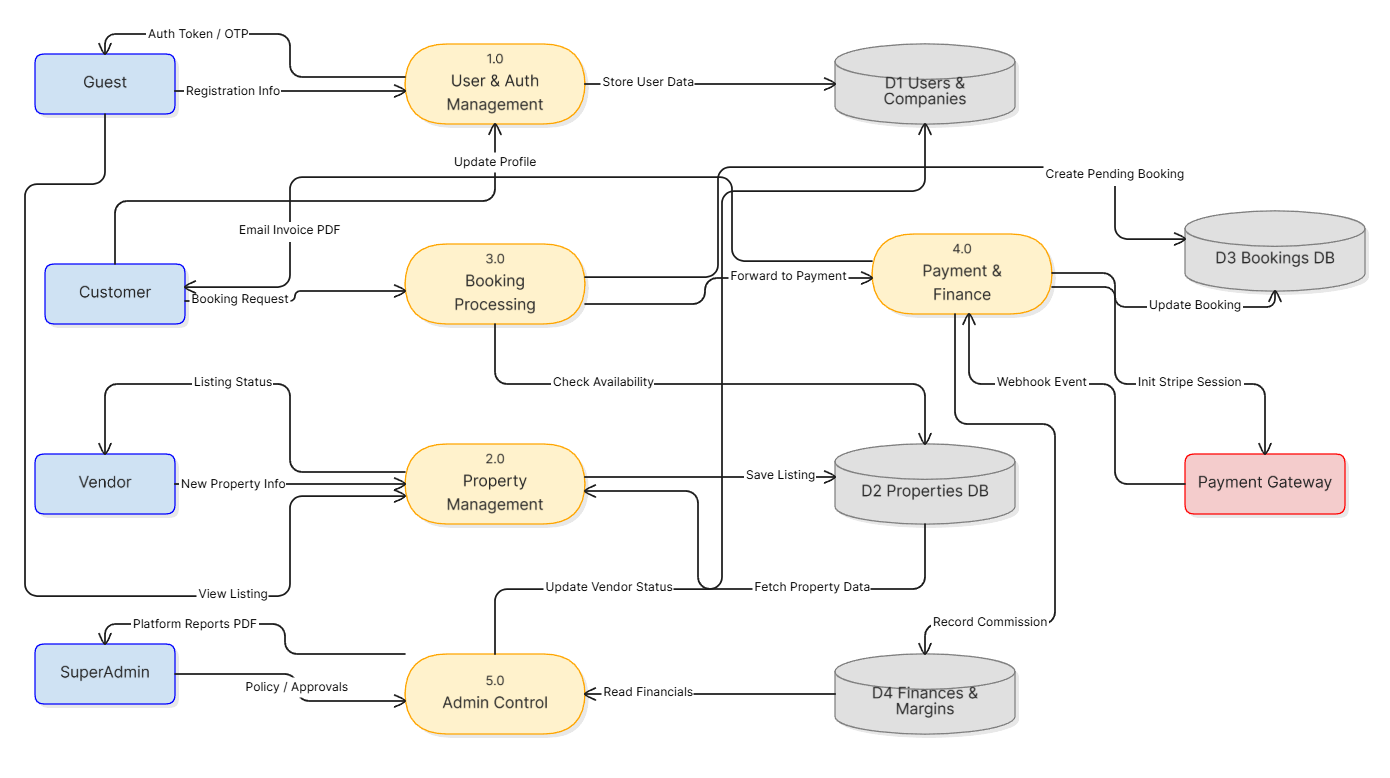 Auth Token / OTP
Guest
Registration Info
1.0
User & Auth
Management
Store User Data
D1 Users &
Companies
Update Profile
Create Pending Booking
Email Invoice PDF
Customer
Booking Request
3.0
Booking
Processing
Forward to Payment
4.0
Payment &
Finance
D3 Bookings DB
Update Booking
Listing Status
Check Availability
Webhook Event
Init Stripe Session
Vendor
New Property Info
2.0
Property
Management
Save Listing
D2 Properties DB
Payment Gateway
View Listing
Update Vendor Status
Fetch Property Data
Platform Reports PDF
Record Commission
SuperAdmin
Policy / Approvals
5.0
Admin Control
Read Financials
D4 Finances &
Margins